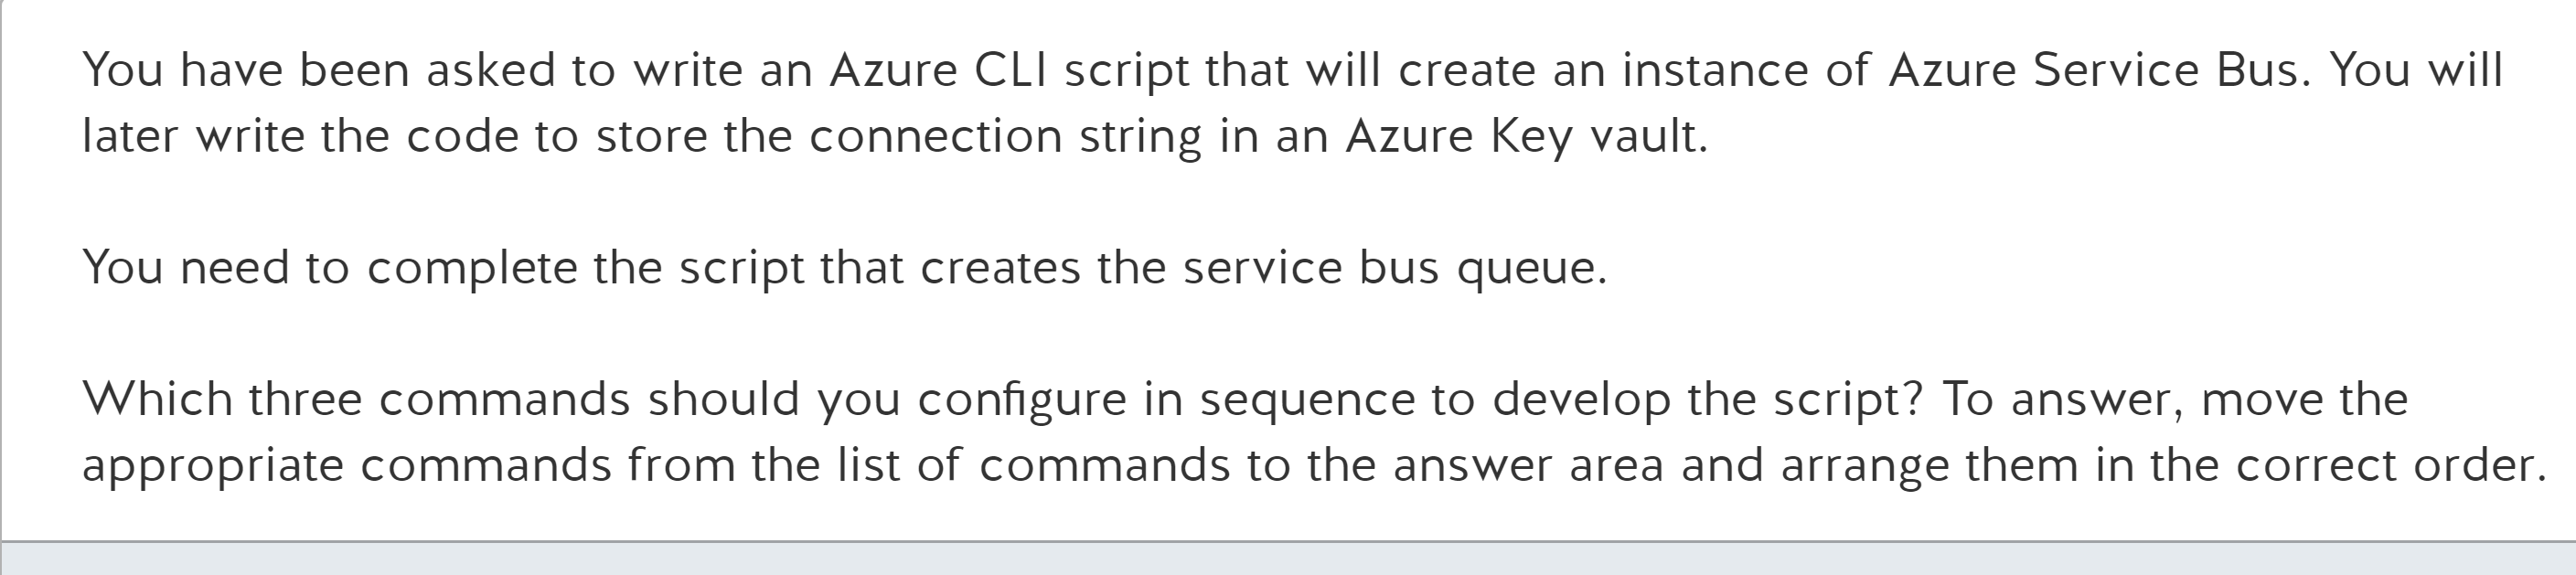 You have been asked to write an Azure CLI script that will create an instance of Azure Service Bus. You will
later write the code to store the connection string in an Azure Key vault.
You need to complete the script that creates the service bus queue.
Which three commands should you configure in sequence to develop the script? To answer, move the
appropriate commands from the list of commands to the answer area and arrange them in the correct order.